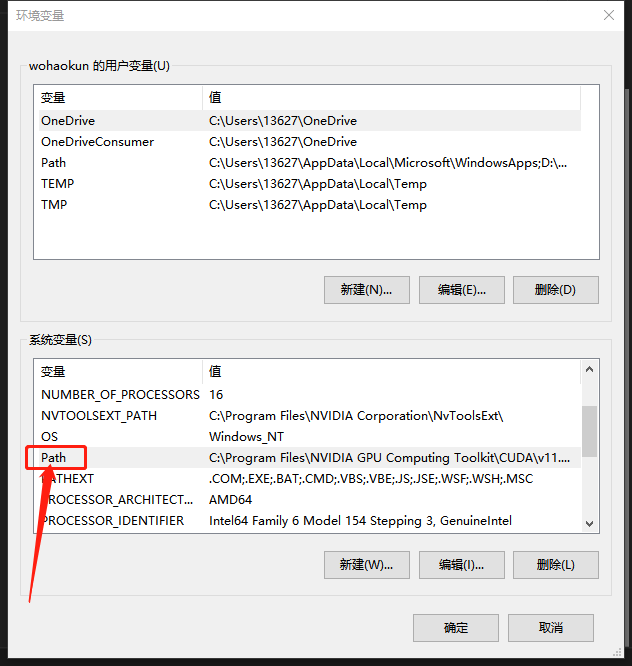 环境变量
wohaokun 的用户变量(U)
变量 值
OneDrive C:\Users\13627\OneDrive
OneDriveConsumer C:\Users\13627\OneDrive
Path C:\Users\13627\AppData\Local\Microsoft\WindowsApps;D:\...
TEMP C:\Users\13627\AppData\Local\Temp
TMP C:\Users\13627\AppData\Local\Temp
新建(N)... 编辑(E)... 删除(D)
系统变量(S)
变量 值
NUMBER_OF_PROCESSORS 16
NVTOOLSEXT_PATH C:\Program Files\NVIDIA Corporation\NvToolsExt\
OS Windows_NT
Path C:\Program Files\NVIDIA GPU Computing Toolkit\CUDA\v11....
PATHEXT .COM;.EXE;.BAT;.CMD;.VBS;.VBE;.JS;.JSE;.WSF;.WSH;.MSC
PROCESSOR_ARCHITECT... AMD64
PROCESSOR_IDENTIFIER Intel64 Family 6 Model 154 Stepping 3, GenuineIntel
新建(W)... 编辑(I)... 删除(L)
确定 取消